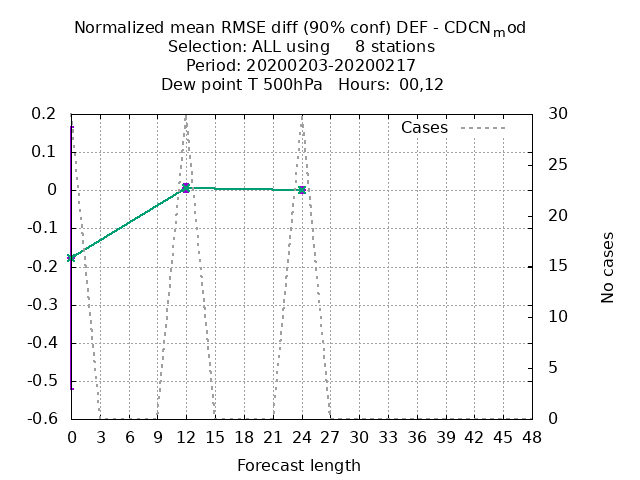 Normalized mean RMSE diff (90% conf) DEF - CDCNmod
Selection: ALL using 8 stations
Period: 20200203-20200217
Dew point T 500hPa Hours: 00,12
Cases
0.2
0.1
0
-0.1
-0.2
-0.3
-0.4
-0.5
-0.6
30
25
20
15
10
5
0
No cases
0 3 6 9 12 15 18 21 24 27 30 33 36 39 42 45 48
Forecast length